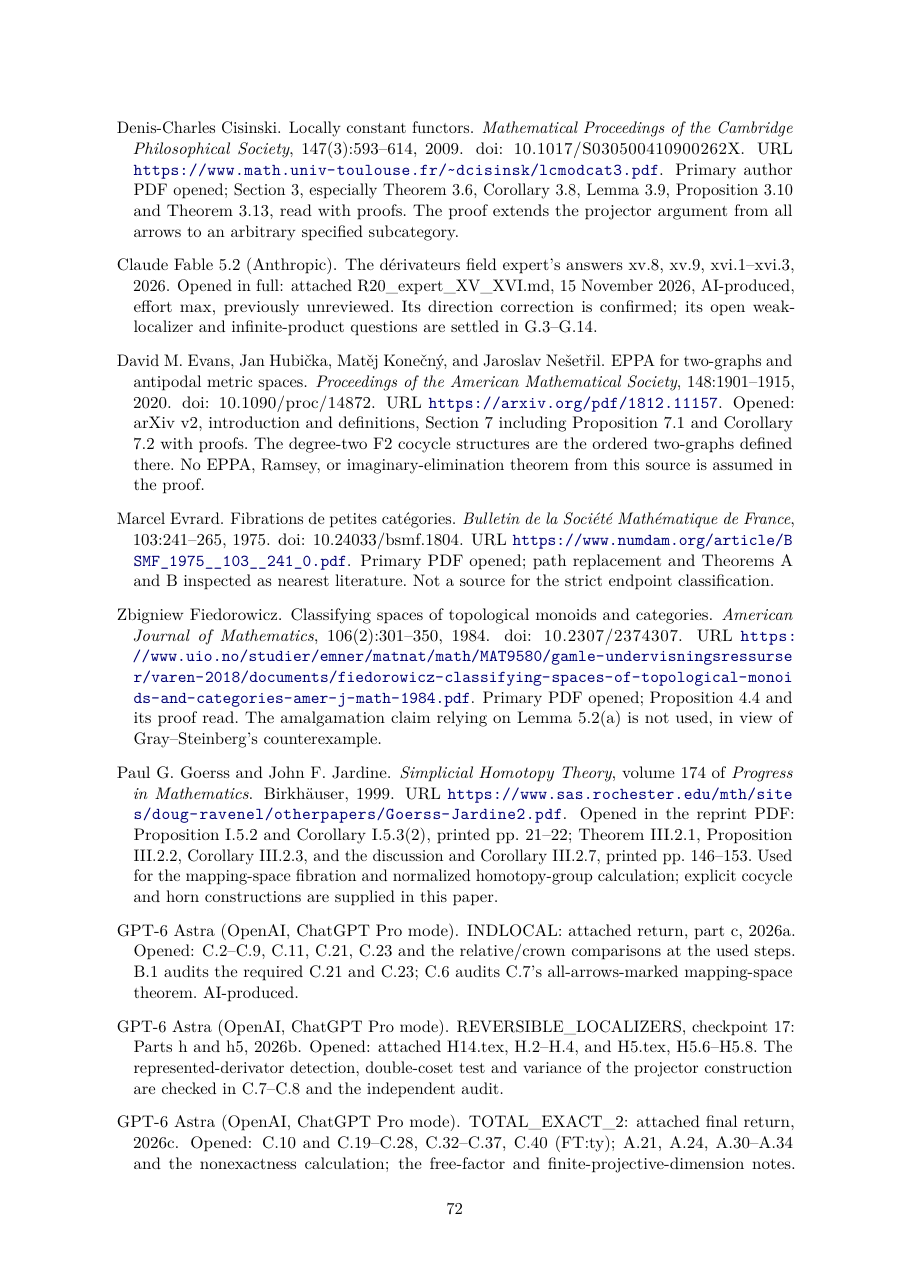 Denis-Charles Cisinski. Locally constant functors. Mathematical Proceedings of the Cambridge
Philosophical Society, 147(3):593–614, 2009. doi: 10.1017/S030500410900262X. URL
https://www.math.univ-toulouse.fr/~dcisinsk/lcmodcat3.pdf. Primary author
PDF opened; Section 3, especially Theorem 3.6, Corollary 3.8, Lemma 3.9, Proposition 3.10
and Theorem 3.13, read with proofs. The proof extends the projector argument from all
arrows to an arbitrary specified subcategory.
Claude Fable 5.2 (Anthropic). The dérivateurs field expert's answers xv.8, xv.9, xvi.1–xvi.3,
2026. Opened in full: attached R20_expert_XV_XVI.md, 15 November 2026, AI-produced,
effort max, previously unreviewed. Its direction correction is confirmed; its open weak-
localizer and infinite-product questions are settled in G.3–G.14.
David M. Evans, Jan Hubička, Matěj Konečný, and Jaroslav Nešetřil. EPPA for two-graphs and
antipodal metric spaces. Proceedings of the American Mathematical Society, 148:1901–1915,
2020. doi: 10.1090/proc/14872. URL https://arxiv.org/pdf/1812.11157. Opened:
arXiv v2, introduction and definitions, Section 7 including Proposition 7.1 and Corollary
7.2 with proofs. The degree-two F2 cocycle structures are the ordered two-graphs defined
there. No EPPA, Ramsey, or imaginary-elimination theorem from this source is assumed in
the proof.
Marcel Evrard. Fibrations de petites catégories. Bulletin de la Société Mathématique de France,
103:241–265, 1975. doi: 10.24033/bsmf.1804. URL https://www.numdam.org/article/B
SMF_1975__103__241_0.pdf. Primary PDF opened; path replacement and Theorems A
and B inspected as nearest literature. Not a source for the strict endpoint classification.
Zbigniew Fiedorowicz. Classifying spaces of topological monoids and categories. American
Journal of Mathematics, 106(2):301–350, 1984. doi: 10.2307/2374307. URL https:
//www.uio.no/studier/emner/matnat/math/MAT9580/gamle-undervisningsressurse
r/varen-2018/documents/fiedorowicz-classifying-spaces-of-topological-monoi
ds-and-categories-amer-j-math-1984.pdf. Primary PDF opened; Proposition 4.4 and
its proof read. The amalgamation claim relying on Lemma 5.2(a) is not used, in view of
Gray–Steinberg's counterexample.
Paul G. Goerss and John F. Jardine. Simplicial Homotopy Theory, volume 174 of Progress
in Mathematics. Birkhäuser, 1999. URL https://www.sas.rochester.edu/mth/site
s/doug-ravenel/otherpapers/Goerss-Jardine2.pdf. Opened in the reprint PDF:
Proposition I.5.2 and Corollary I.5.3(2), printed pp. 21–22; Theorem III.2.1, Proposition
III.2.2, Corollary III.2.3, and the discussion and Corollary III.2.7, printed pp. 146–153. Used
for the mapping-space fibration and normalized homotopy-group calculation; explicit cocycle
and horn constructions are supplied in this paper.
GPT-6 Astra (OpenAI, ChatGPT Pro mode). INDLOCAL: attached return, part c, 2026a.
Opened: C.2–C.9, C.11, C.21, C.23 and the relative/crown comparisons at the used steps.
B.1 audits the required C.21 and C.23; C.6 audits C.7's all-arrows-marked mapping-space
theorem. AI-produced.
GPT-6 Astra (OpenAI, ChatGPT Pro mode). REVERSIBLE_LOCALIZERS, checkpoint 17:
Parts h and h5, 2026b. Opened: attached H14.tex, H.2–H.4, and H5.tex, H5.6–H5.8. The
represented-derivator detection, double-coset test and variance of the projector construction
are checked in C.7–C.8 and the independent audit.
GPT-6 Astra (OpenAI, ChatGPT Pro mode). TOTAL_EXACT_2: attached final return,
2026c. Opened: C.10 and C.19–C.28, C.32–C.37, C.40 (FT:ty); A.21, A.24, A.30–A.34
and the nonexactness calculation; the free-factor and finite-projective-dimension notes.
72